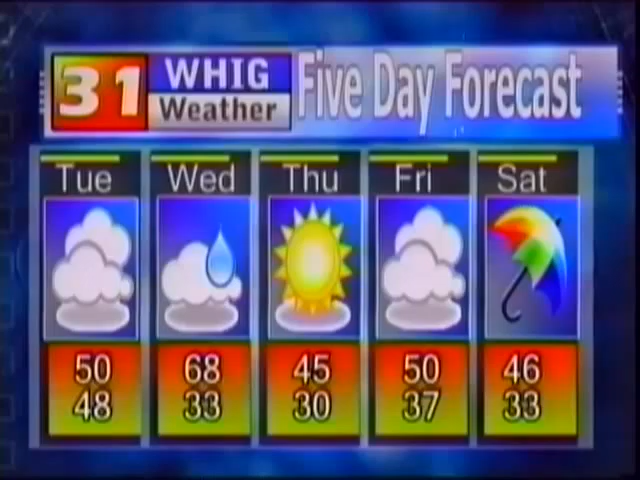 31 WHIG Five Day Forecast
Weather
Tue Wed Thu Fri Sat
50 68 45 50 46
48 33 30 37 33